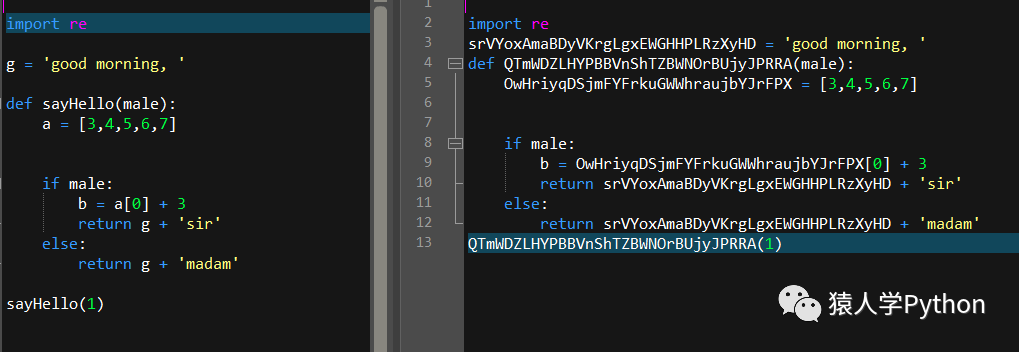 import re
g = 'good morning, '
def sayHello(male):
    a = [3,4,5,6,7]
    if male:
        b = a[0] + 3
        return g + 'sir'
    else:
        return g + 'madam'
sayHello(1)
1
2 import re
3 srVYoxAmaBDyVKrgLgxEWGHHPLRzXyHD = 'good morning, '
4 def QTmWDZLHYPBBVnShTZBWNOrBUjyJPRRA(male):
5     OwHriyqDSjmFYFrkuGWWhraujbYJrFPX = [3,4,5,6,7]
6
7
8     if male:
9         b = OwHriyqDSjmFYFrkuGWWhraujbYJrFPX[0] + 3
10         return srVYoxAmaBDyVKrgLgxEWGHHPLRzXyHD + 'sir'
11     else:
12         return srVYoxAmaBDyVKrgLgxEWGHHPLRzXyHD + 'madam'
13 QTmWDZLHYPBBVnShTZBWNOrBUjyJPRRA(1)
猿人学Python